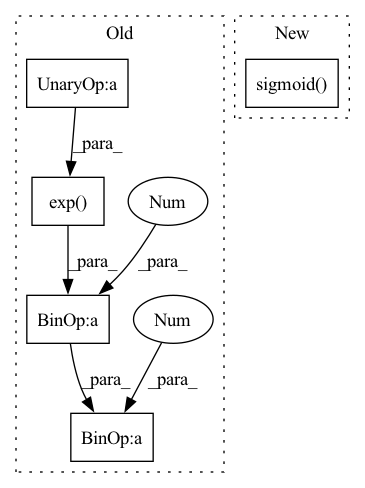 Old
New
UnaryOp:a
sigmoid()
_para_
exp()
Num
_para_
_para_
BinOp:a
Num
_para_
_para_
BinOp:a